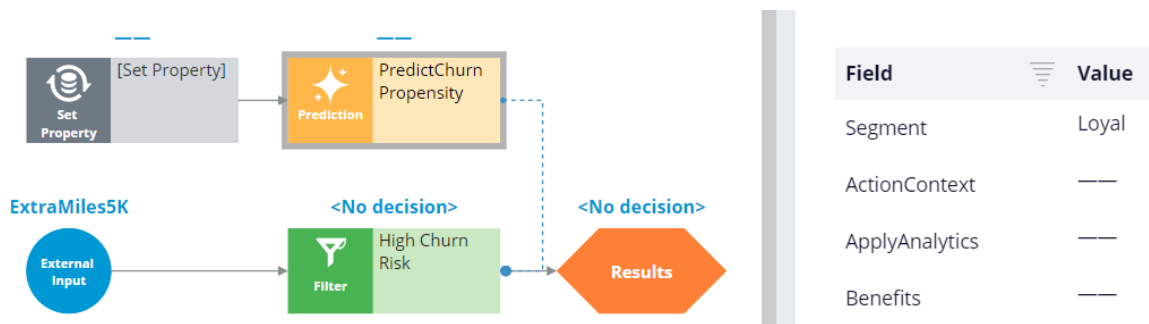 —— ——
[Set Property]
Set
Property
PredictChurn
Propensity
Prediction
ExtraMiles5K
<No decision>
<No decision>
External
Input
High Churn
Risk
Filter
Results
Field Value
Segment Loyal
ActionContext ——
ApplyAnalytics ——
Benefits ——